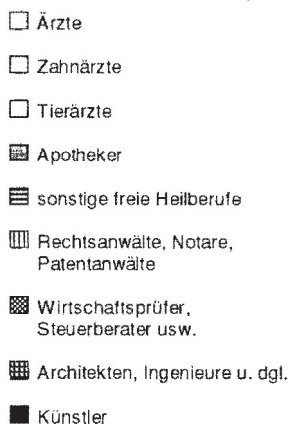 Ärzte
Zahnärzte
Tierärzte
Apotheker
sonstige freie Heilberufe
Rechtsanwälte, Notare,
Patentanwälte
Wirtschaftsprüfer,
Steuerberater usw.
Architekten, Ingenieure u. dgl.
Künstler